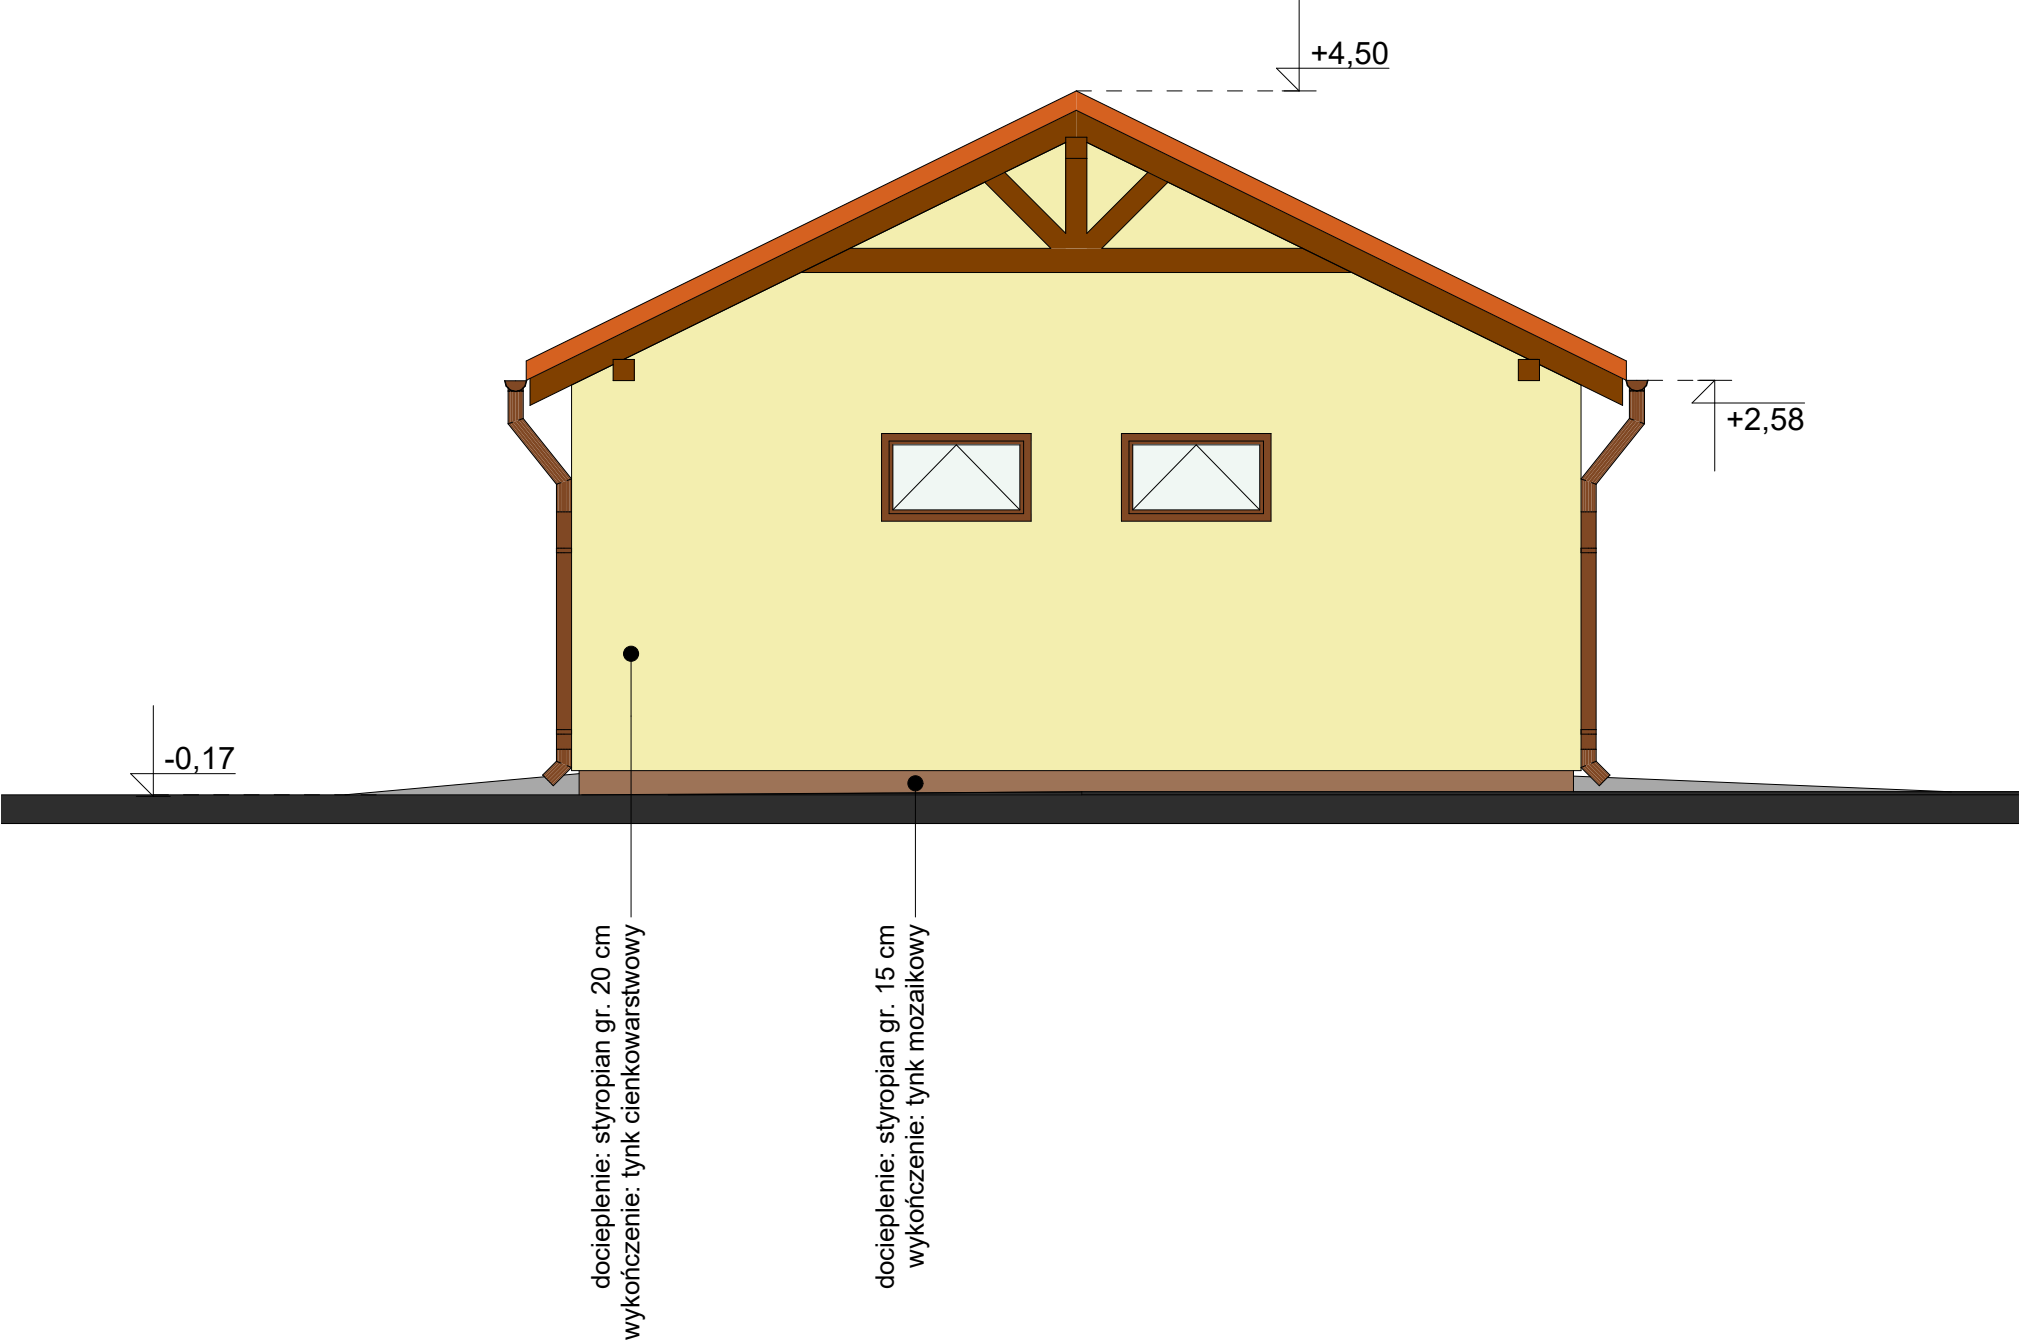 +4,50
+2,58
-0,17
docieplenie: styropian gr. 20 cm
wykończenie: tynk cienkowarstwowy
docieplenie: styropian gr. 15 cm
wykończenie: tynk mozaikowy